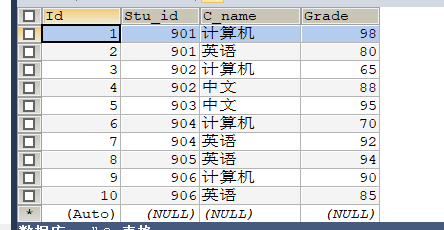 Id Stu_id C_name Grade
1 901 计算机 98
2 901 英语 80
3 902 计算机 65
4 902 中文 88
5 903 中文 95
6 904 计算机 70
7 904 英语 92
8 905 英语 94
9 906 计算机 90
10 906 英语 85
* (Auto) (NULL) (NULL) (NULL)